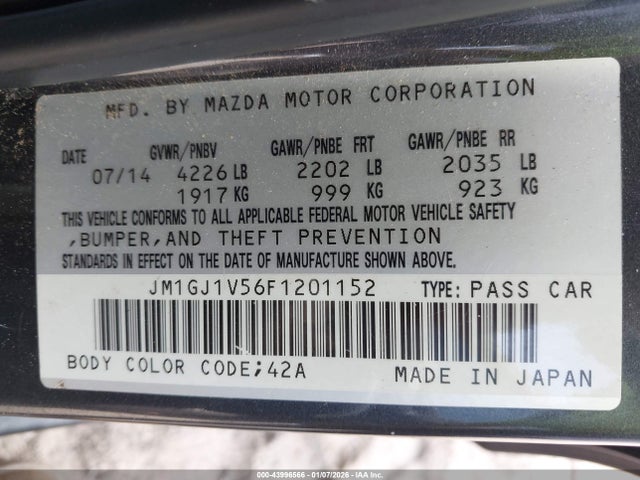 MFD. BY MAZDA MOTOR CORPORATION
DATE GVWR/PNBV GAWR/PNBE FRT GAWR/PNBE RR
07/14 4226 LB 2202 LB 2035 LB
1917 KG 999 KG 923 KG
THIS VEHICLE CONFORMS TO ALL APPLICABLE FEDERAL MOTOR VEHICLE SAFETY
,BUMPER,AND THEFT PREVENTION
STANDARDS IN EFFECT ON THE DATE OF MANUFACTURE SHOWN ABOVE.
JM1GJ1V56F1201152 TYPE: PASS CAR
BODY COLOR CODE;42A MADE IN JAPAN
000-43996566 - 01/07/2026 - IAA Inc.